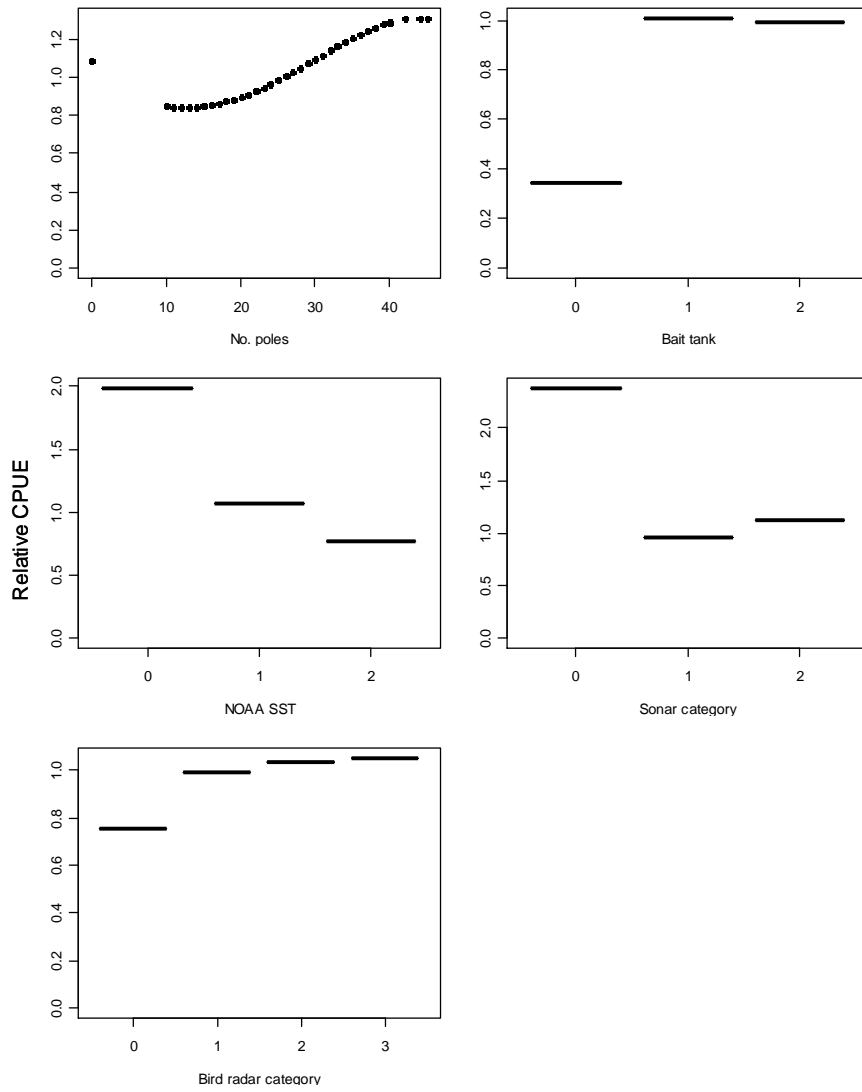 0.0 0.2 0.4 0.6 0.8 1.0 1.2
0 10 20 30 40
No. poles
0.0 0.2 0.4 0.6 0.8 1.0
0 1 2
Bait tank
Relative CPUE
0.0 0.5 1.0 1.5 2.0
0 1 2
NOAA SST
0.0 0.5 1.0 1.5 2.0
0 1 2
Sonar category
0.0 0.2 0.4 0.6 0.8 1.0
0 1 2 3
Bird radar category